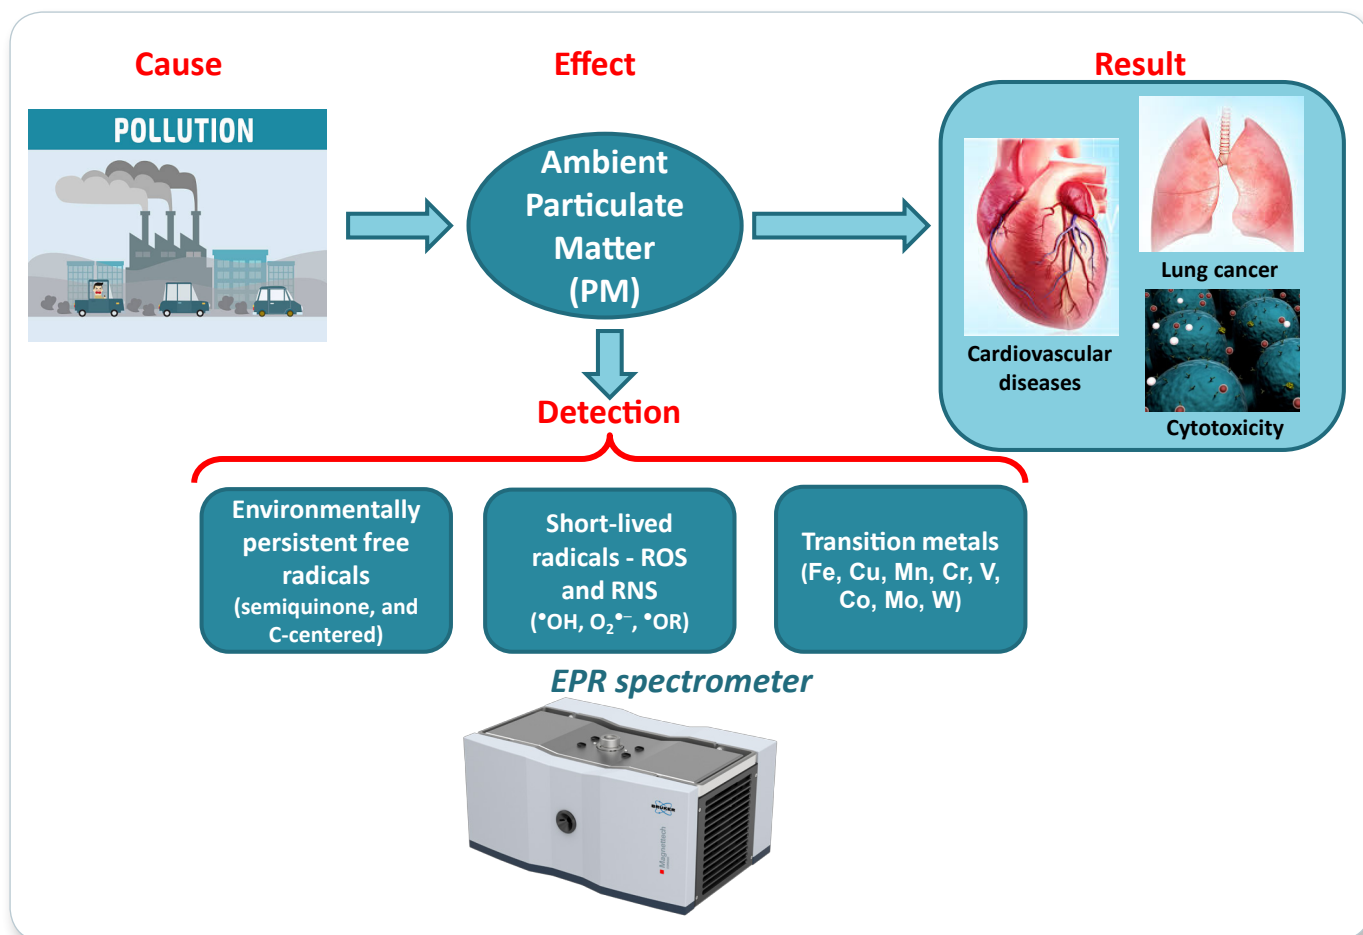 Cause
Effect
Result
POLLUTION
Ambient
Particulate
Matter
(PM)
Lung cancer
Cardiovascular
diseases
Cytotoxicity
Detection
Environmentally
persistent free
radicals
(semiquinone, and
C-centered)
Short-lived
radicals - ROS
and RNS
(•OH, O₂•⁻, •OR)
Transition metals
(Fe, Cu, Mn, Cr, V,
Co, Mo, W)
EPR spectrometer
BRUKER
Magnettech